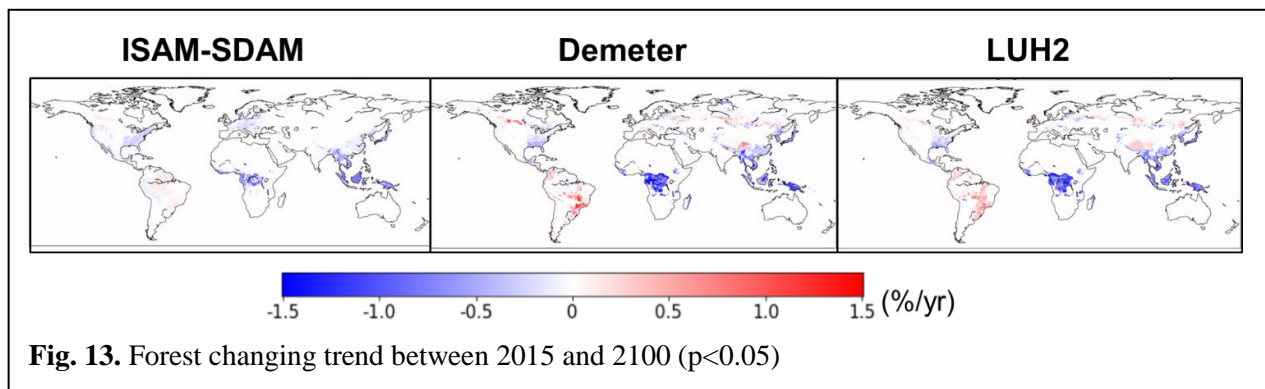 ISAM-SDAM Demeter LUH2
-1.5 -1.0 -0.5 0 0.5 1.0 1.5 (%/yr)
Fig. 13. Forest changing trend between 2015 and 2100 (p<0.05)